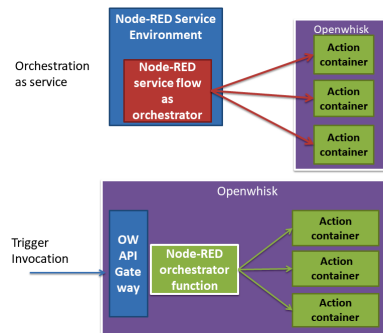 Node-RED Service
Environment
Openwhisk
Orchestration
as service
Node-RED
service flow
as
orchestrator
Action
container
Action
container
Action
container
Openwhisk
Trigger
Invocation
OW
API
Gate
way
Node-RED
orchestrator
function
Action
container
Action
container
Action
container